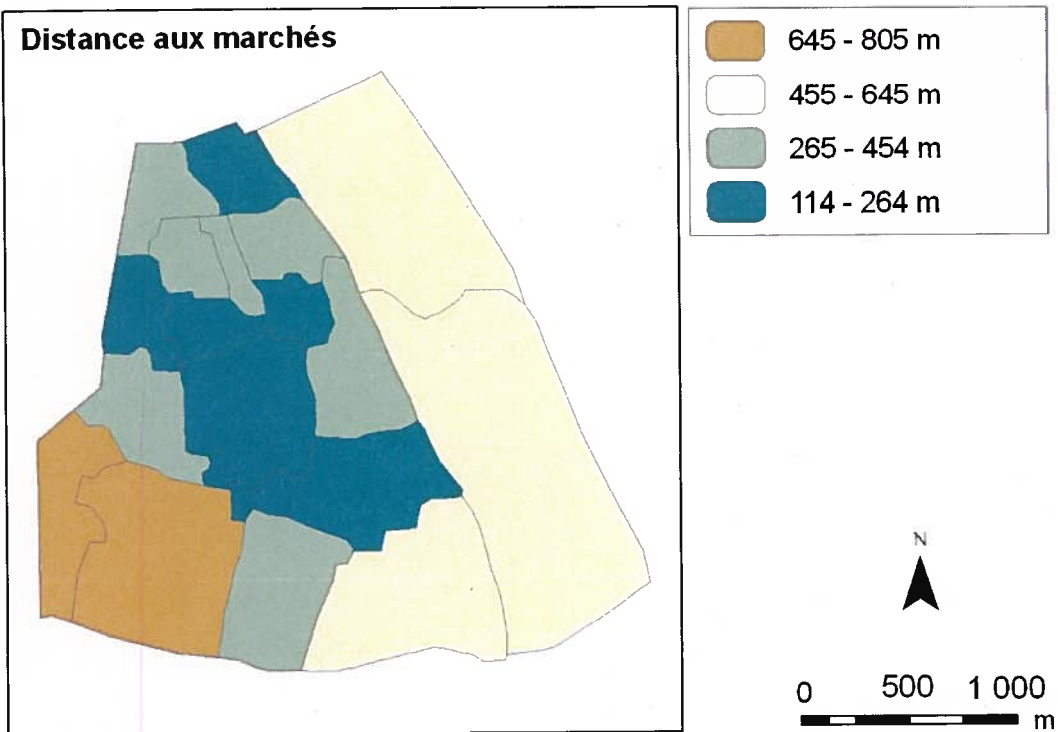 Distance aux marchés
645 - 805 m
455 - 645 m
265 - 454 m
114 - 264 m
N
0 500 1 000
m